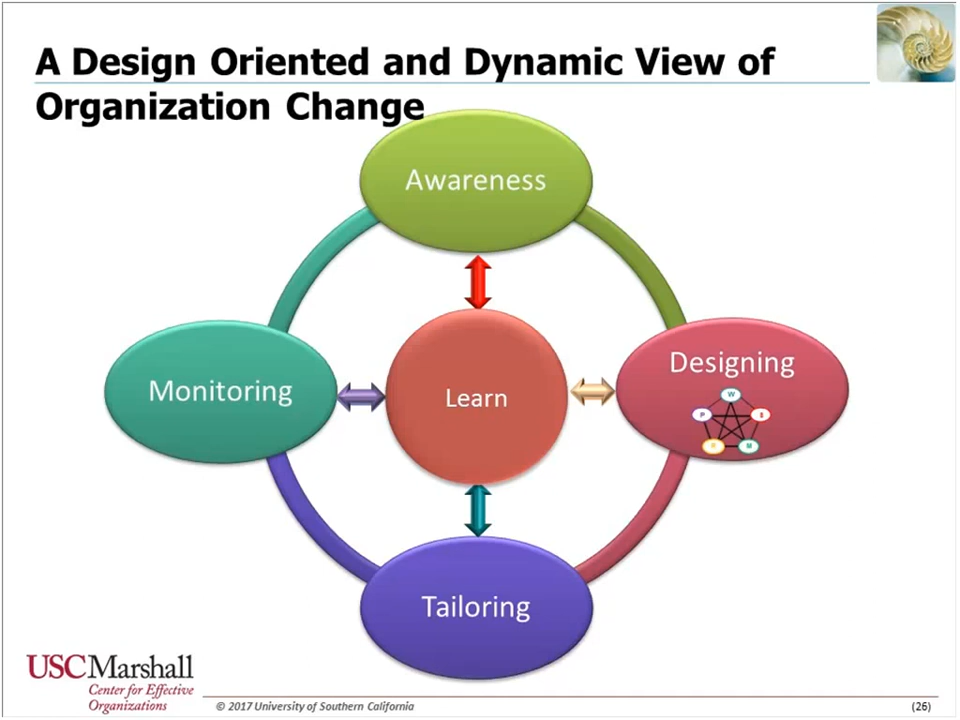 A Design Oriented and Dynamic View of
Organization Change
Awareness
Monitoring
Learn
Designing
W
P
M
Tailoring
USC Marshall
Center for Effective
Organizations
© 2017 University of Southern California
(26)